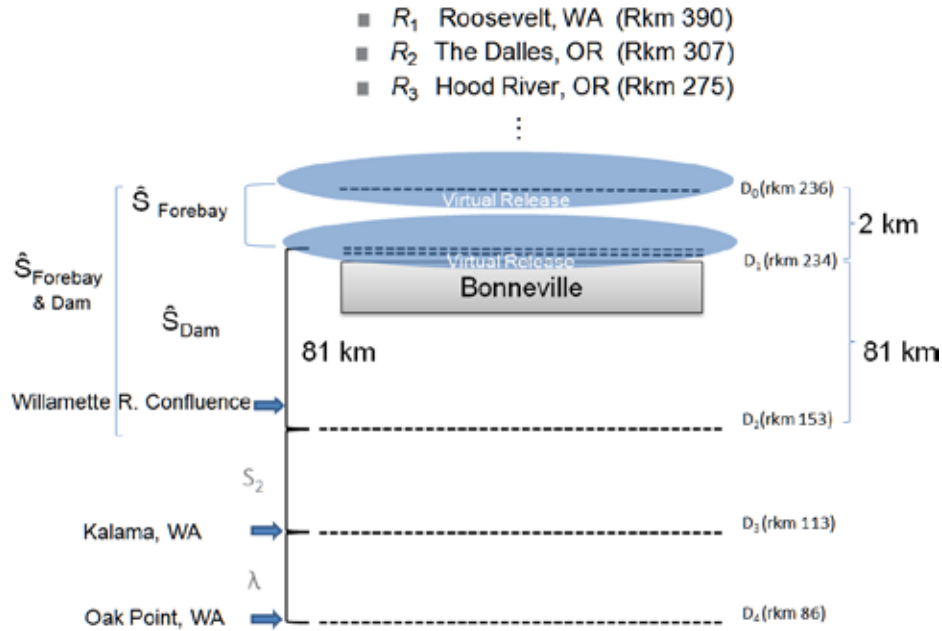 ■ R₁ Roosevelt, WA (Rkm 390)
■ R₂ The Dalles, OR (Rkm 307)
■ R₃ Hood River, OR (Rkm 275)
⋮
Ŝ Forebay
Virtual Release
D₀(rkm 236)
2 km
Ŝ Forebay & Dam
Virtual Release
D₁(rkm 234)
Bonneville
Ŝ Dam
81 km
81 km
Willamette R. Confluence
D₂(rkm 153)
S₂
Kalama, WA
D₃(rkm 113)
λ
Oak Point, WA
D₄(rkm 86)